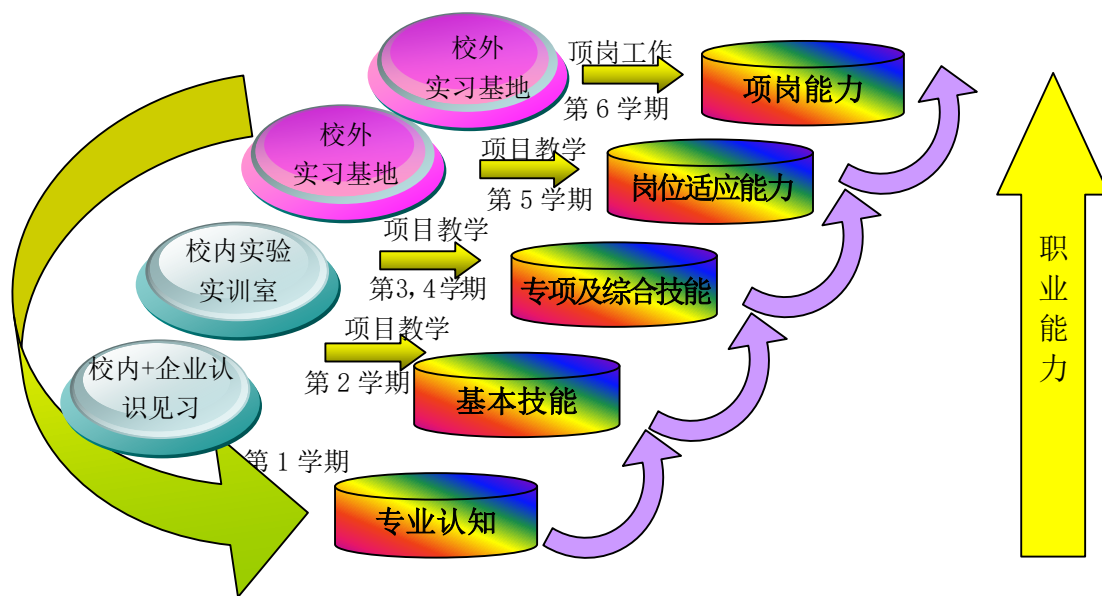 校外
实习基地
顶岗工作
第6学期
项岗能力
校外
实习基地
项目教学
第5学期
岗位适应能力
校内实验
实训室
项目教学
第3,4学期
专项及综合技能
校内+企业认
识见习
项目教学
第2学期
基本技能
第1学期
专业认知
职业能力